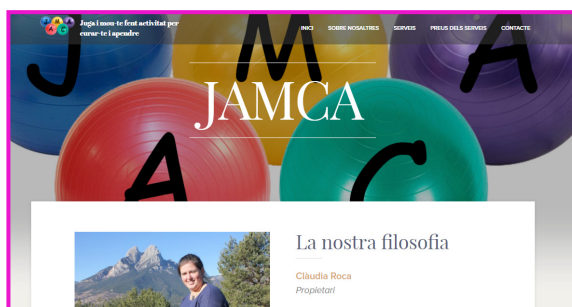 J M A
A C
Juga i mou-te fent activitat per
curar-te i apendre
INICI SOBRE NOSALTRES SERVEIS PREUS DELS SERVEIS CONTACTE
J M A
JAMCA
A C
La nostra filosofia
Clàudia Roca
Propietari